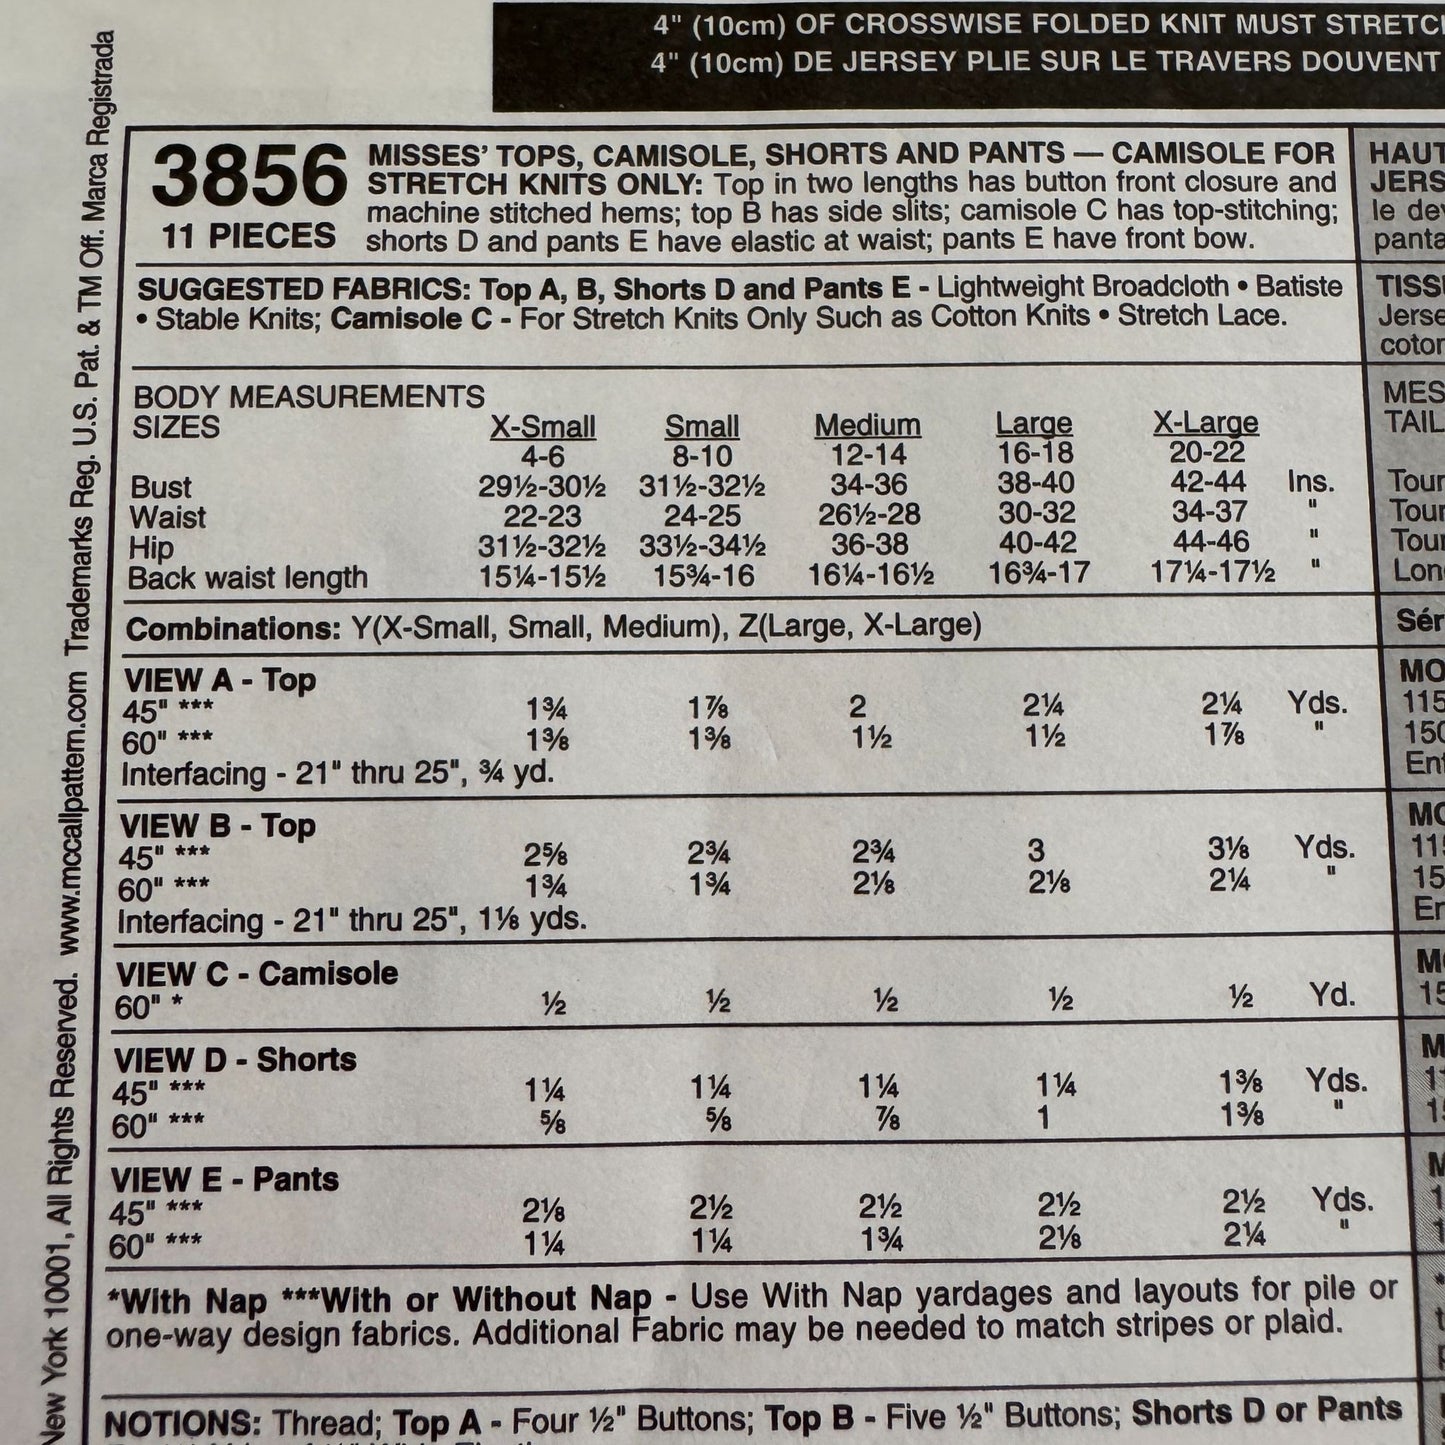 4" (10cm) OF CROSSWISE FOLDED KNIT MUST
4" (10cm) DE JERSEY PLIE SUR LE TRAVERS DOUVENT
New York 10001, All Rights Reserved. www.mccallpattern.com Trademarks Reg. U.S. Pat. & TM Off. Marca Registrada
3856
11 PIECES
MISSES' TOPS, CAMISOLE, SHORTS AND PANTS — CAMISOLE FOR
STRETCH KNITS ONLY: Top in two lengths has button front closure and
machine stitched hems; top B has side slits; camisole C has top-stitching;
shorts D and pants E have elastic at waist; pants E have front bow.
SUGGESTED FABRICS: Top A, B, Shorts D and Pants E - Lightweight Broadcloth • Batiste
• Stable Knits; Camisole C - For Stretch Knits Only Such as Cotton Knits • Stretch Lace.
BODY MEASUREMENTS
SIZES X-Small Small Medium Large X-Large
4-6 8-10 12-14 16-18 20-22
Bust 29½-30½ 31½-32½ 34-36 38-40 42-44 Ins.
Waist 22-23 24-25 26½-28 30-32 34-37 "
Hip 31½-32½ 33½-34½ 36-38 40-42 44-46 "
Back waist length 15¼-15½ 15¾-16 16¼-16½ 16¾-17 17¼-17½ "
Combinations: Y(X-Small, Small, Medium), Z(Large, X-Large)
VIEW A - Top
45" *** 1¾ 1⅞ 2 2¼ 2¼ Yds.
60" *** 1⅜ 1⅜ 1½ 1½ 1⅞ "
Interfacing - 21" thru 25", ¾ yd.
VIEW B - Top
45" *** 2⅝ 2¾ 2¾ 3 3⅛ Yds.
60" *** 1¾ 1¾ 2⅛ 2⅛ 2¼ "
Interfacing - 21" thru 25", 1⅛ yds.
VIEW C - Camisole
60" * ½ ½ ½ ½ ½ Yd.
VIEW D - Shorts
45" *** 1¼ 1¼ 1¼ 1¼ 1⅜ Yds.
60" *** ⅝ ⅝ ⅞ 1 1⅜ "
VIEW E - Pants
45" *** 2⅛ 2½ 2½ 2½ 2½ Yds.
60" *** 1¼ 1¼ 1¾ 2⅛ 2¼ "
*With Nap ***With or Without Nap - Use With Nap yardages and layouts for pile or
one-way design fabrics. Additional Fabric may be needed to match stripes or plaid.
NOTIONS: Thread; Top A - Four ½" Buttons; Top B - Five ½" Buttons; Shorts D or Pants